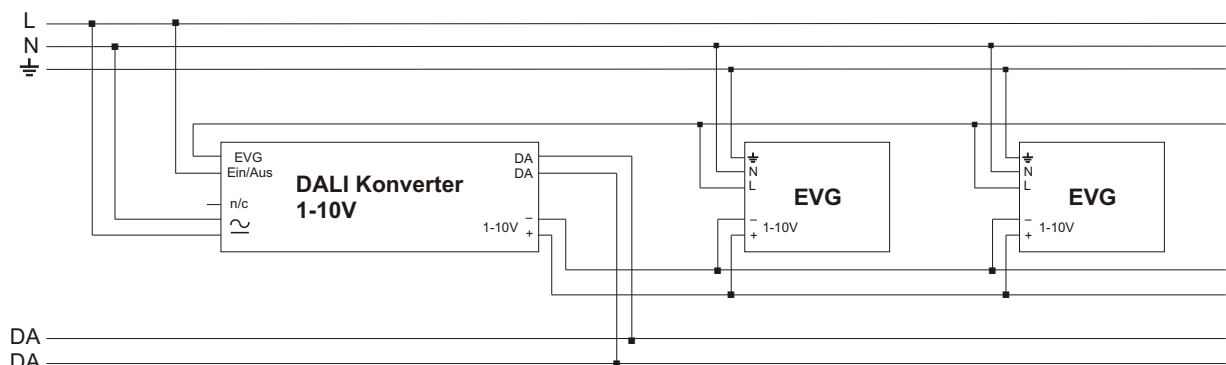 L
N
EVG
Ein/Aus
n/c
DALI Konverter
1-10V
DA
DA
1-10V
–
+
N
L
EVG
–
1-10V
+
N
L
EVG
–
1-10V
+
DA
DA